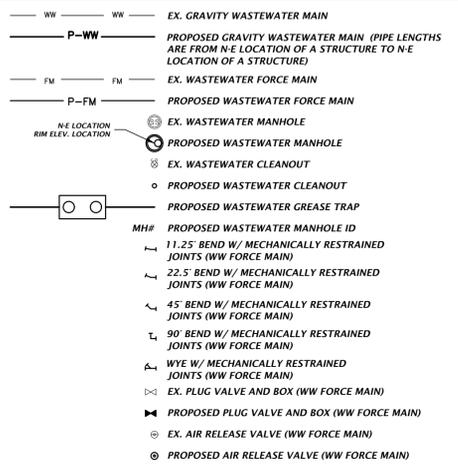 WW WW EX. GRAVITY WASTEWATER MAIN
P-WW PROPOSED GRAVITY WASTEWATER MAIN (PIPE LENGTHS
ARE FROM N-E LOCATION OF A STRUCTURE TO N-E
LOCATION OF A STRUCTURE)
FM FM EX. WASTEWATER FORCE MAIN
P-FM PROPOSED WASTEWATER FORCE MAIN
SS EX. WASTEWATER MANHOLE
N-E LOCATION
RIM ELEV. LOCATION
PROPOSED WASTEWATER MANHOLE
EX. WASTEWATER CLEANOUT
PROPOSED WASTEWATER CLEANOUT
PROPOSED WASTEWATER GREASE TRAP
MH# PROPOSED WASTEWATER MANHOLE ID
11.25° BEND W/ MECHANICALLY RESTRAINED
JOINTS (WW FORCE MAIN)
22.5° BEND W/ MECHANICALLY RESTRAINED
JOINTS (WW FORCE MAIN)
45° BEND W/ MECHANICALLY RESTRAINED
JOINTS (WW FORCE MAIN)
90° BEND W/ MECHANICALLY RESTRAINED
JOINTS (WW FORCE MAIN)
WYE W/ MECHANICALLY RESTRAINED
JOINTS (WW FORCE MAIN)
EX. PLUG VALVE AND BOX (WW FORCE MAIN)
PROPOSED PLUG VALVE AND BOX (WW FORCE MAIN)
EX. AIR RELEASE VALVE (WW FORCE MAIN)
PROPOSED AIR RELEASE VALVE (WW FORCE MAIN)